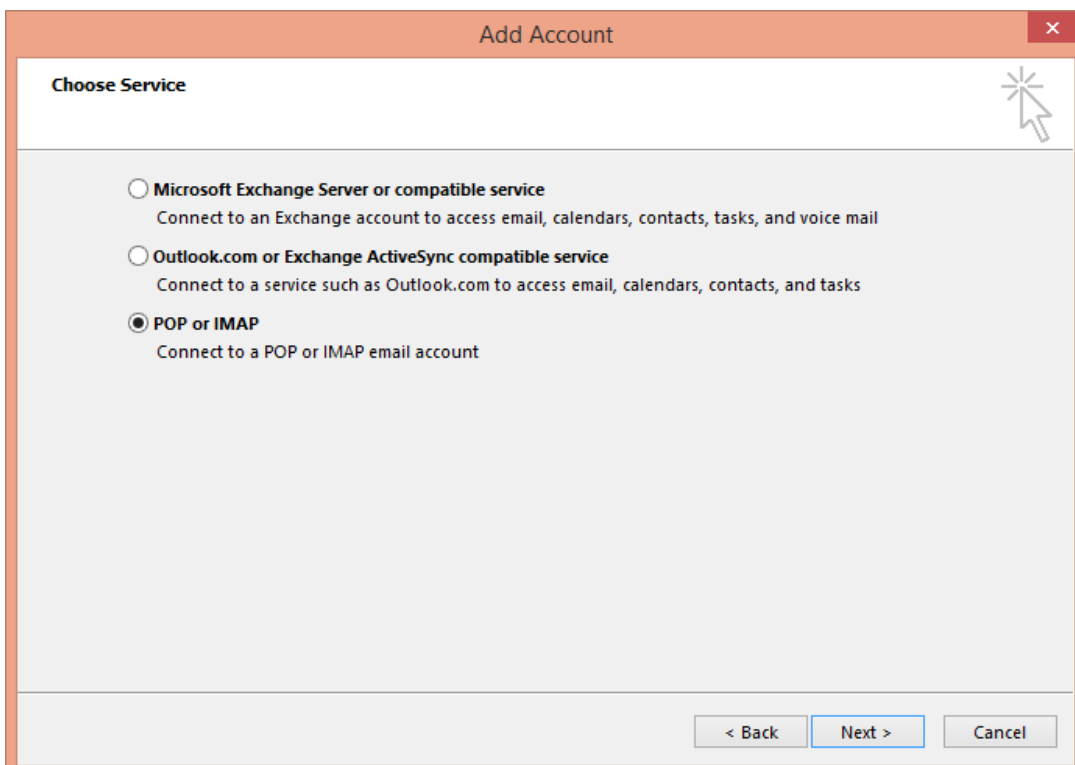 Add Account
Choose Service
Microsoft Exchange Server or compatible service
Connect to an Exchange account to access email, calendars, contacts, tasks, and voice mail
Outlook.com or Exchange ActiveSync compatible service
Connect to a service such as Outlook.com to access email, calendars, contacts, and tasks
POP or IMAP
Connect to a POP or IMAP email account
< Back Next > Cancel